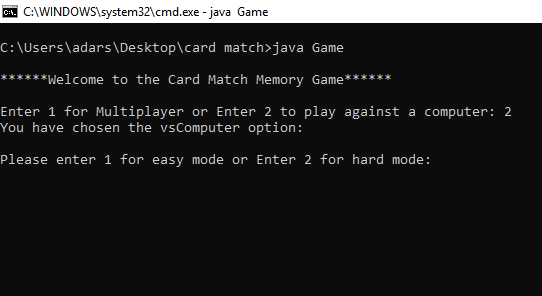 C:\WINDOWS\system32\cmd.exe - java  Game
C:\Users\adars\Desktop\card match>java Game
******Welcome to the Card Match Memory Game******
Enter 1 for Multiplayer or Enter 2 to play against a computer: 2
You have chosen the vsComputer option:
Please enter 1 for easy mode or Enter 2 for hard mode: